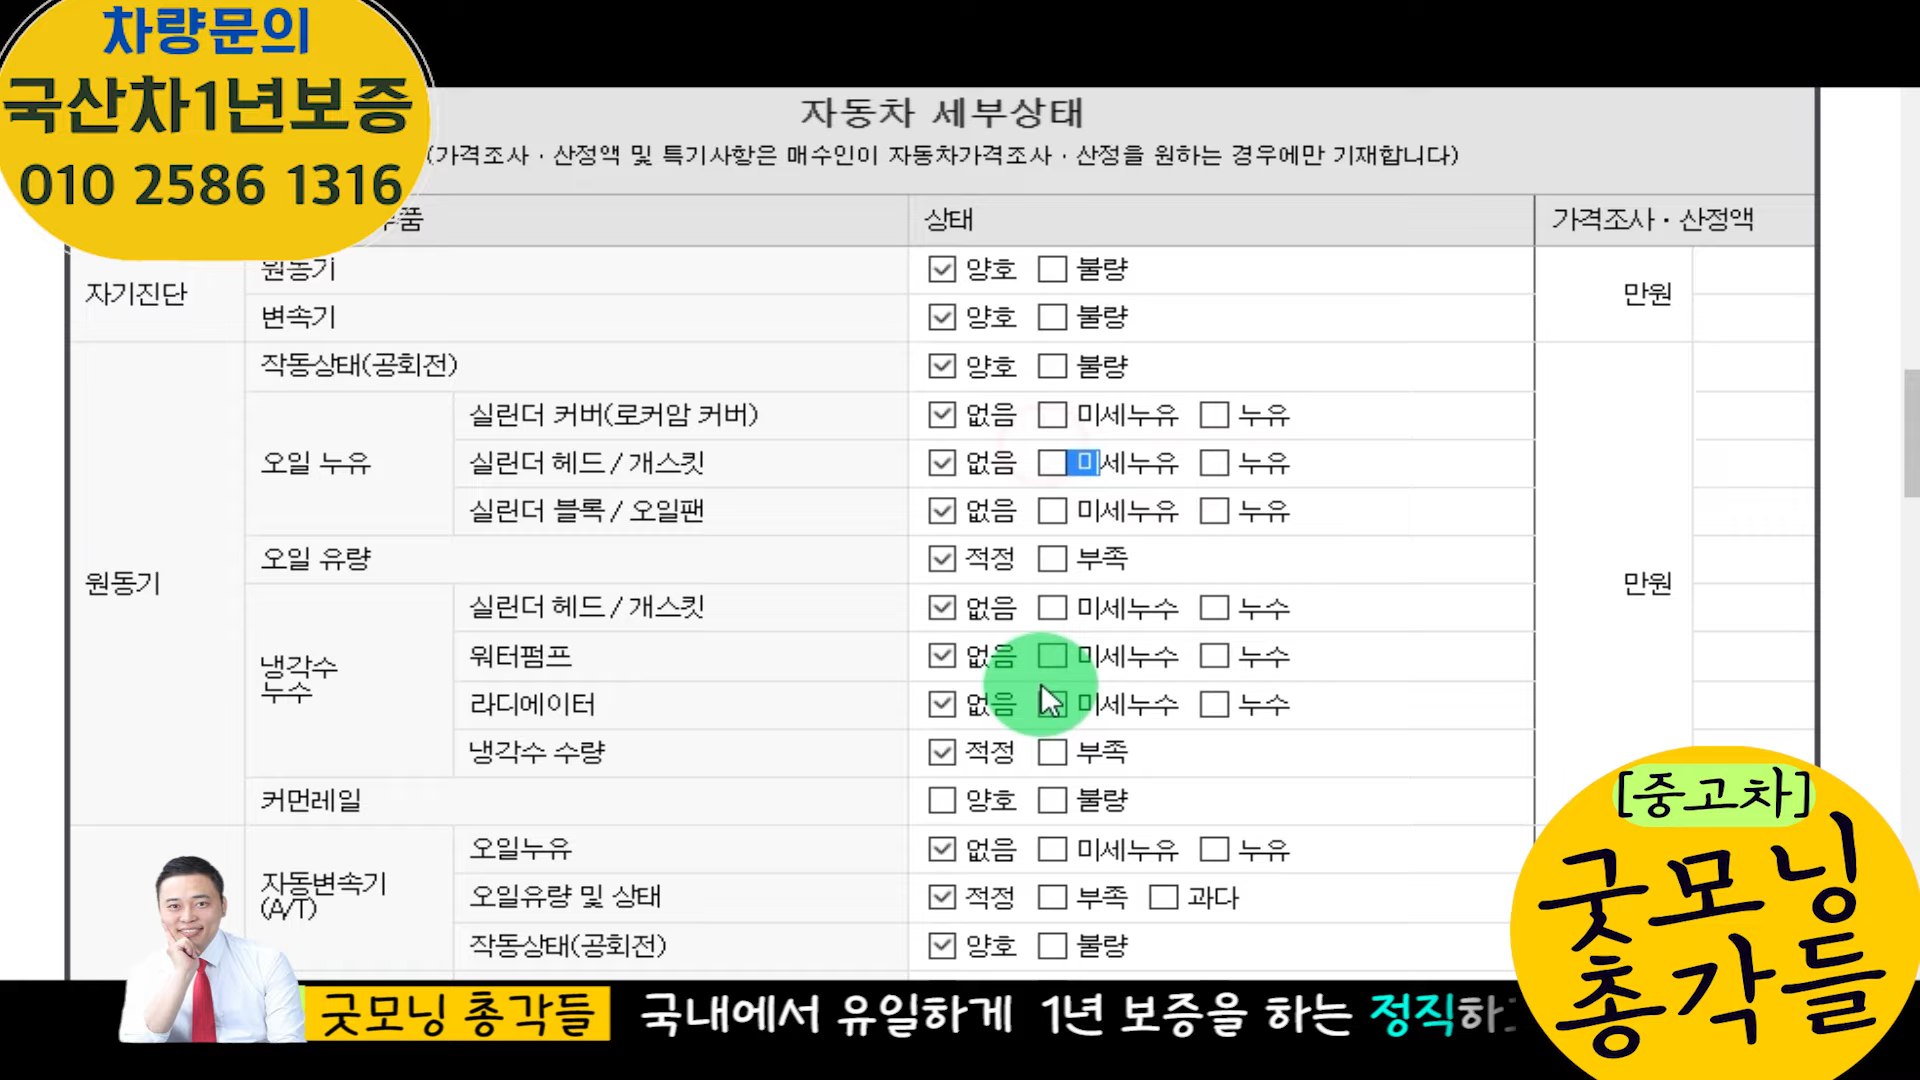 차량문의
국산차1년보증
010 2586 1316
자동차 세부상태
(가격조사 · 산정액 및 특기사항은 매수인이 자동차가격조사 · 산정을 원하는 경우에만 기재합니다)
상태 가격조사 · 산정액
자기진단 원동기 양호 불량 만원
변속기 양호 불량
원동기 작동상태(공회전) 양호 불량 만원
오일 누유 실린더 커버(로커암 커버) 없음 미세누유 누유
실린더 헤드 / 개스킷 없음 미세누유 누유
실린더 블록 / 오일팬 없음 미세누유 누유
오일 유량 적정 부족
냉각수 누수 실린더 헤드 / 개스킷 없음 미세누수 누수
워터펌프 없음 미세누수 누수
라디에이터 없음 미세누수 누수
냉각수 수량 적정 부족
커먼레일 양호 불량
자동변속기 (A/T) 오일누유 없음 미세누유 누유
오일유량 및 상태 적정 부족 과다
작동상태(공회전) 양호 불량
[중고차]
굿모닝
총각들
굿모닝 총각들 국내에서 유일하게 1년 보증을 하는 정직하